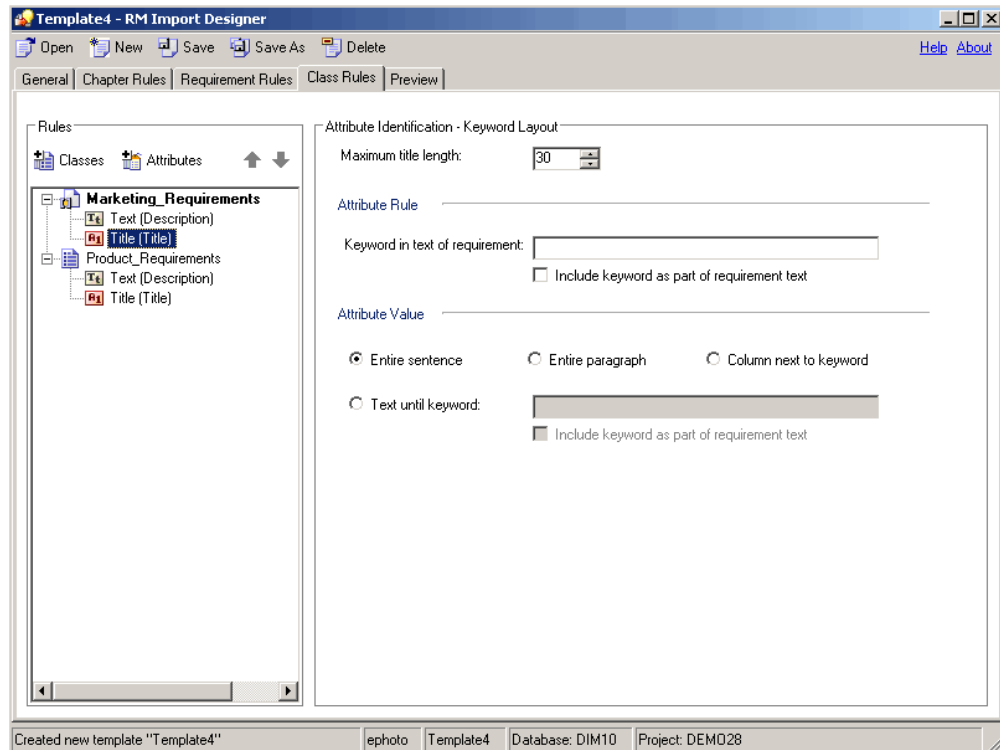 Template4 - RM Import Designer
Open New Save Save As Delete Help About
General Chapter Rules Requirement Rules Class Rules Preview
Rules
Classes Attributes
Marketing_Requirements
Text (Description)
Title (Title)
Product_Requirements
Text (Description)
Title (Title)
Attribute Identification - Keyword Layout
Maximum title length: 30
Attribute Rule
Keyword in text of requirement:
Include keyword as part of requirement text
Attribute Value
Entire sentence Entire paragraph Column next to keyword
Text until keyword:
Include keyword as part of requirement text
Created new template "Template4" ephoto Template4 Database: DIM10 Project: DEMO28